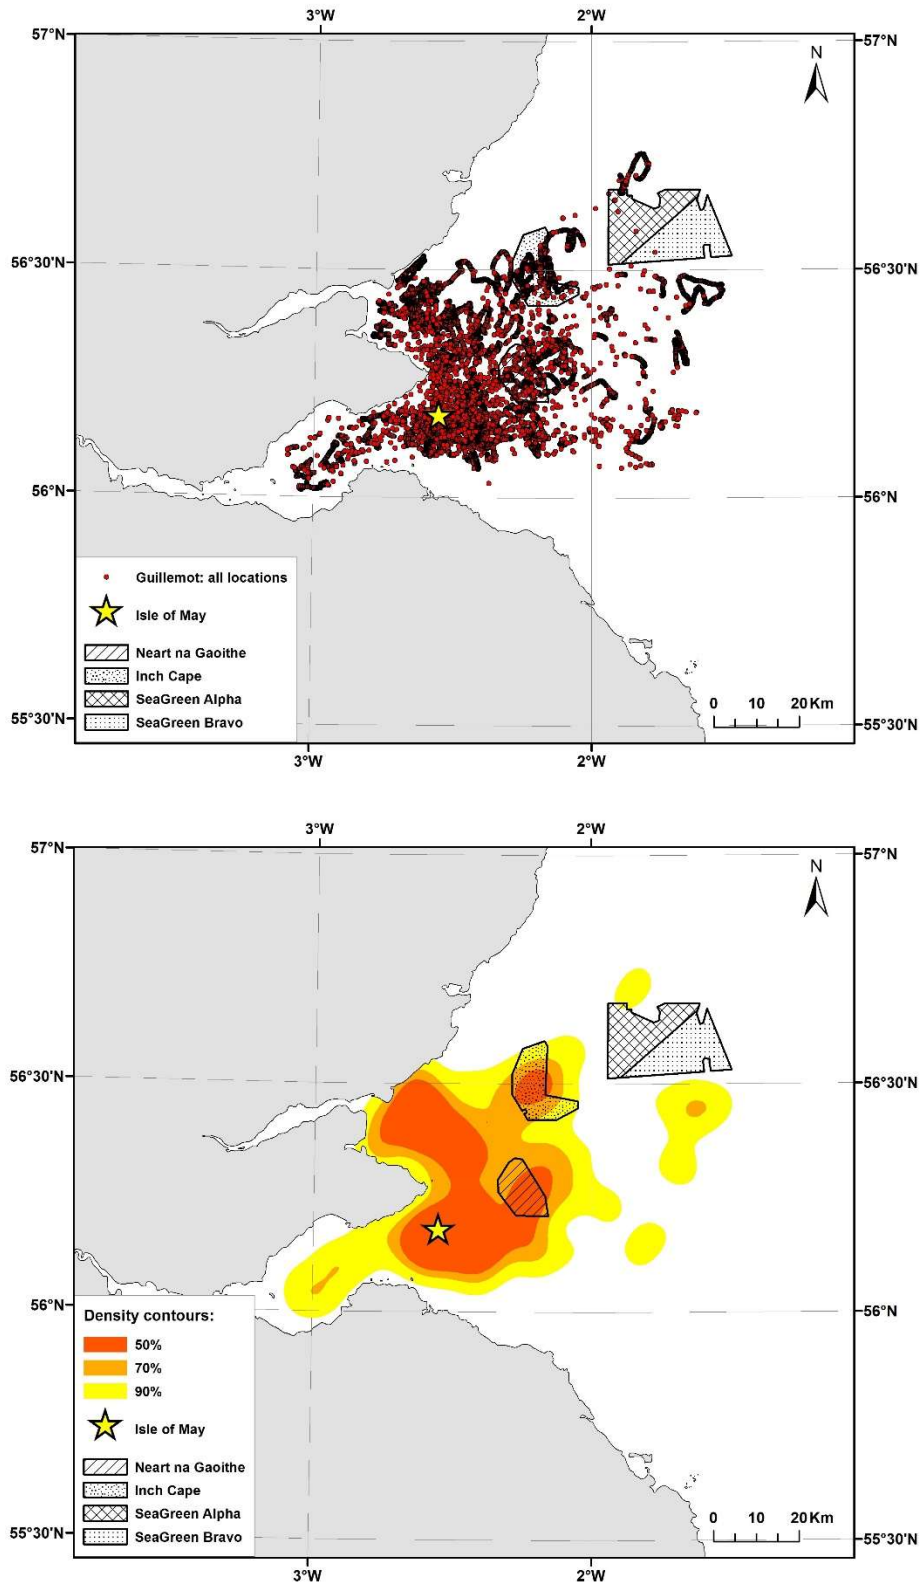 3°W 2°W
57°N 57°N
N
56°30'N 56°30'N
56°N 56°N
Guillemot: all locations
Isle of May
Neart na Gaoithe
Inch Cape
SeaGreen Alpha
SeaGreen Bravo
0 10 20 Km
55°30'N 55°30'N
3°W 2°W
3°W 2°W
57°N 57°N
N
56°30'N 56°30'N
56°N 56°N
Density contours:
50%
70%
90%
Isle of May
Neart na Gaoithe
Inch Cape
SeaGreen Alpha
SeaGreen Bravo
0 10 20 Km
55°30'N 55°30'N
3°W 2°W